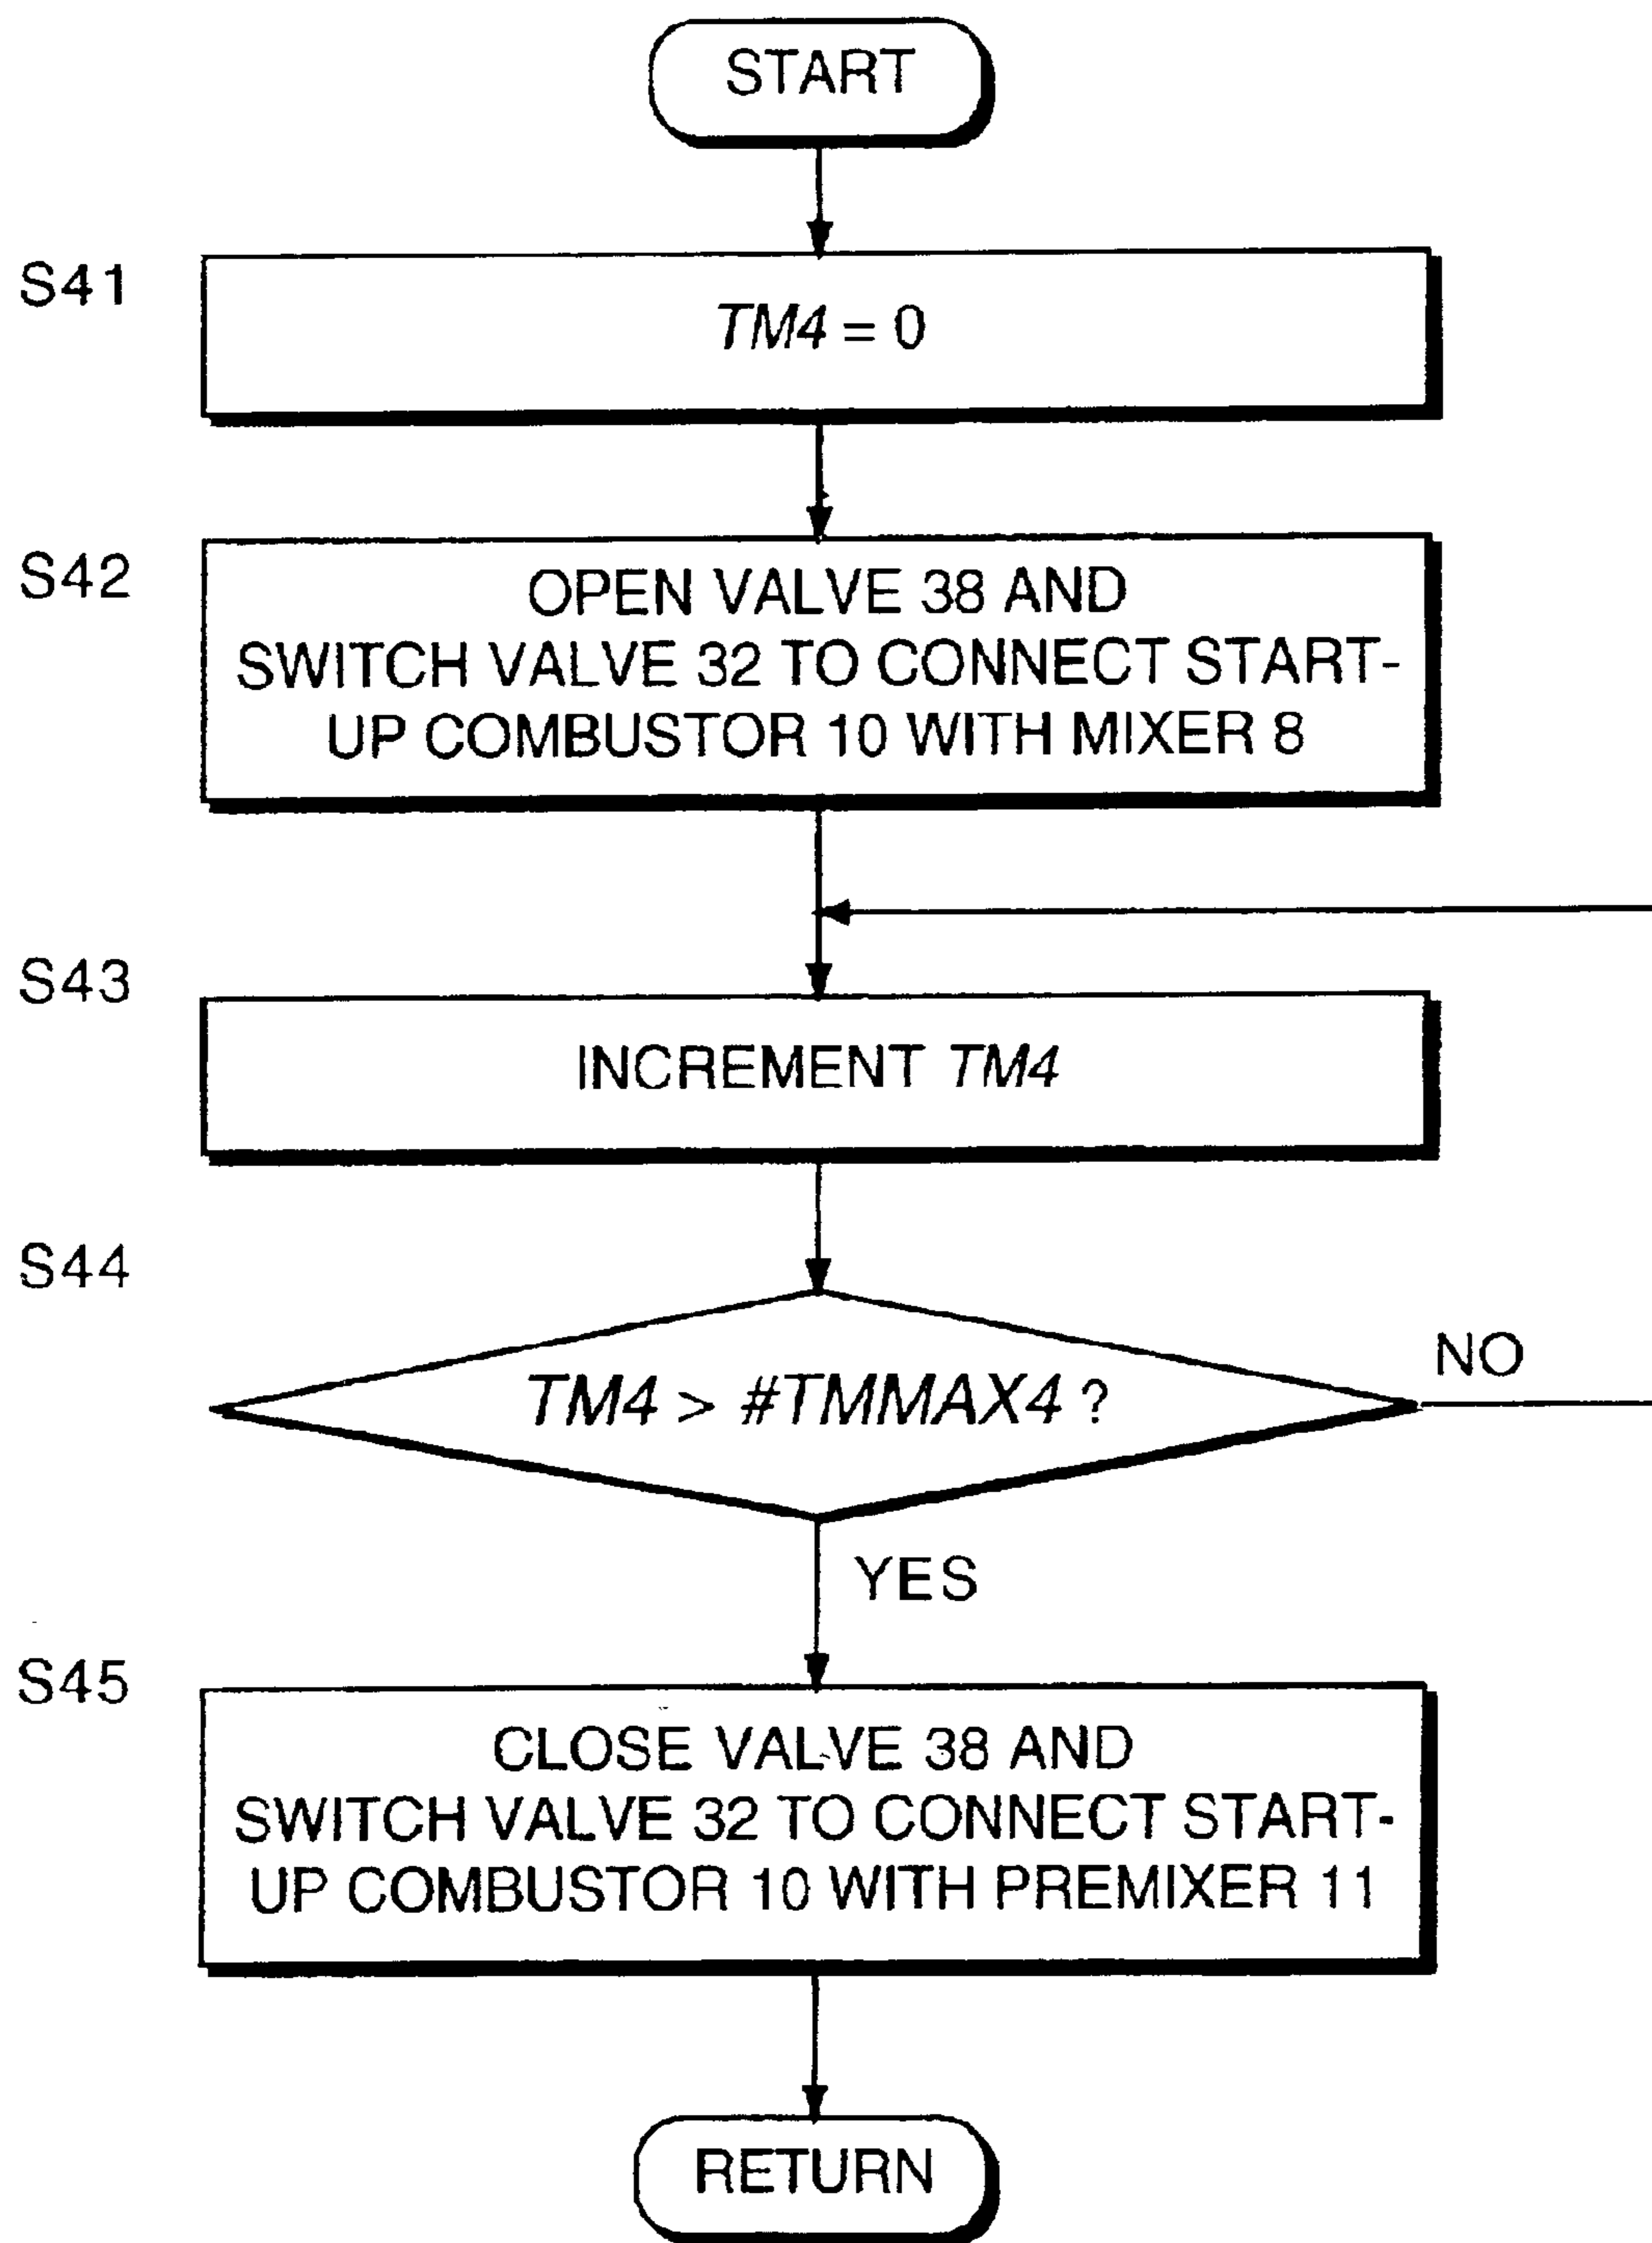 START
S41
TM4 = 0
S42
OPEN VALVE 38 AND
SWITCH VALVE 32 TO CONNECT START-
UP COMBUSTOR 10 WITH MIXER 8
S43
INCREMENT TM4
S44
TM4 > #TMMAX4 ?
NO
YES
S45
CLOSE VALVE 38 AND
SWITCH VALVE 32 TO CONNECT START-
UP COMBUSTOR 10 WITH PREMIXER 11
RETURN